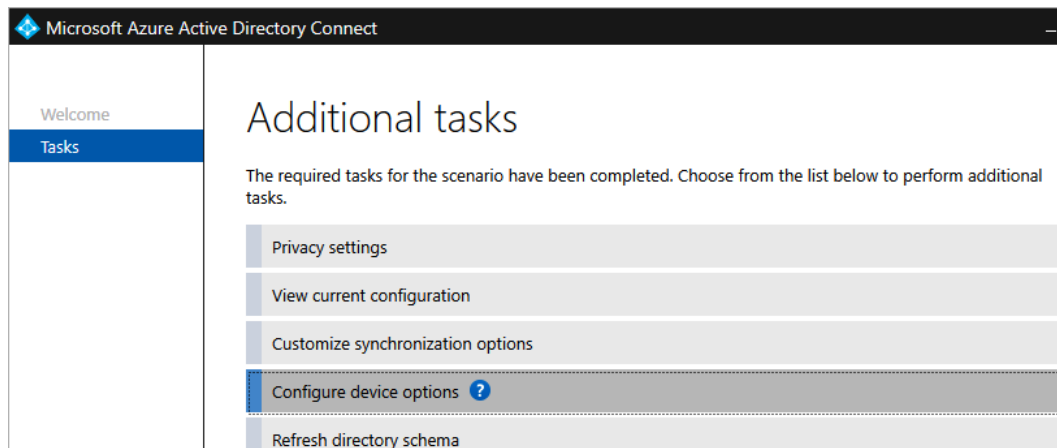 Microsoft Azure Active Directory Connect
Welcome
Tasks
Additional tasks
The required tasks for the scenario have been completed. Choose from the list below to perform additional
tasks.
Privacy settings
View current configuration
Customize synchronization options
Configure device options ?
Refresh directory schema